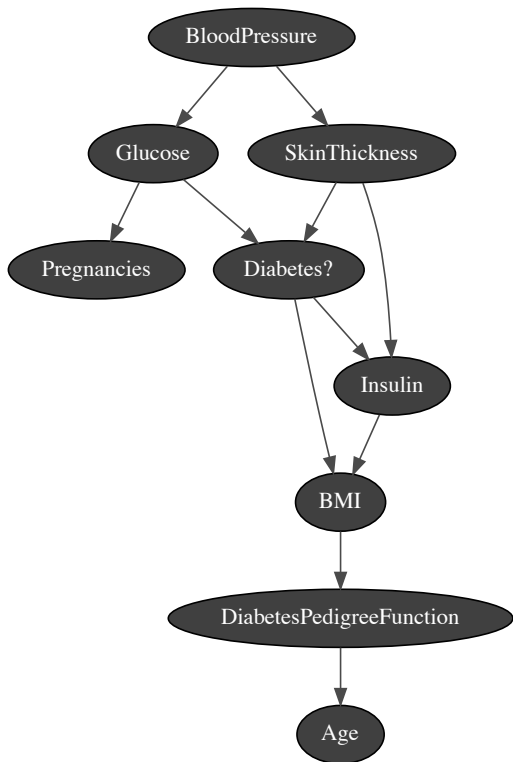 BloodPressure
Glucose
SkinThickness
Pregnancies
Diabetes?
Insulin
BMI
DiabetesPedigreeFunction
Age